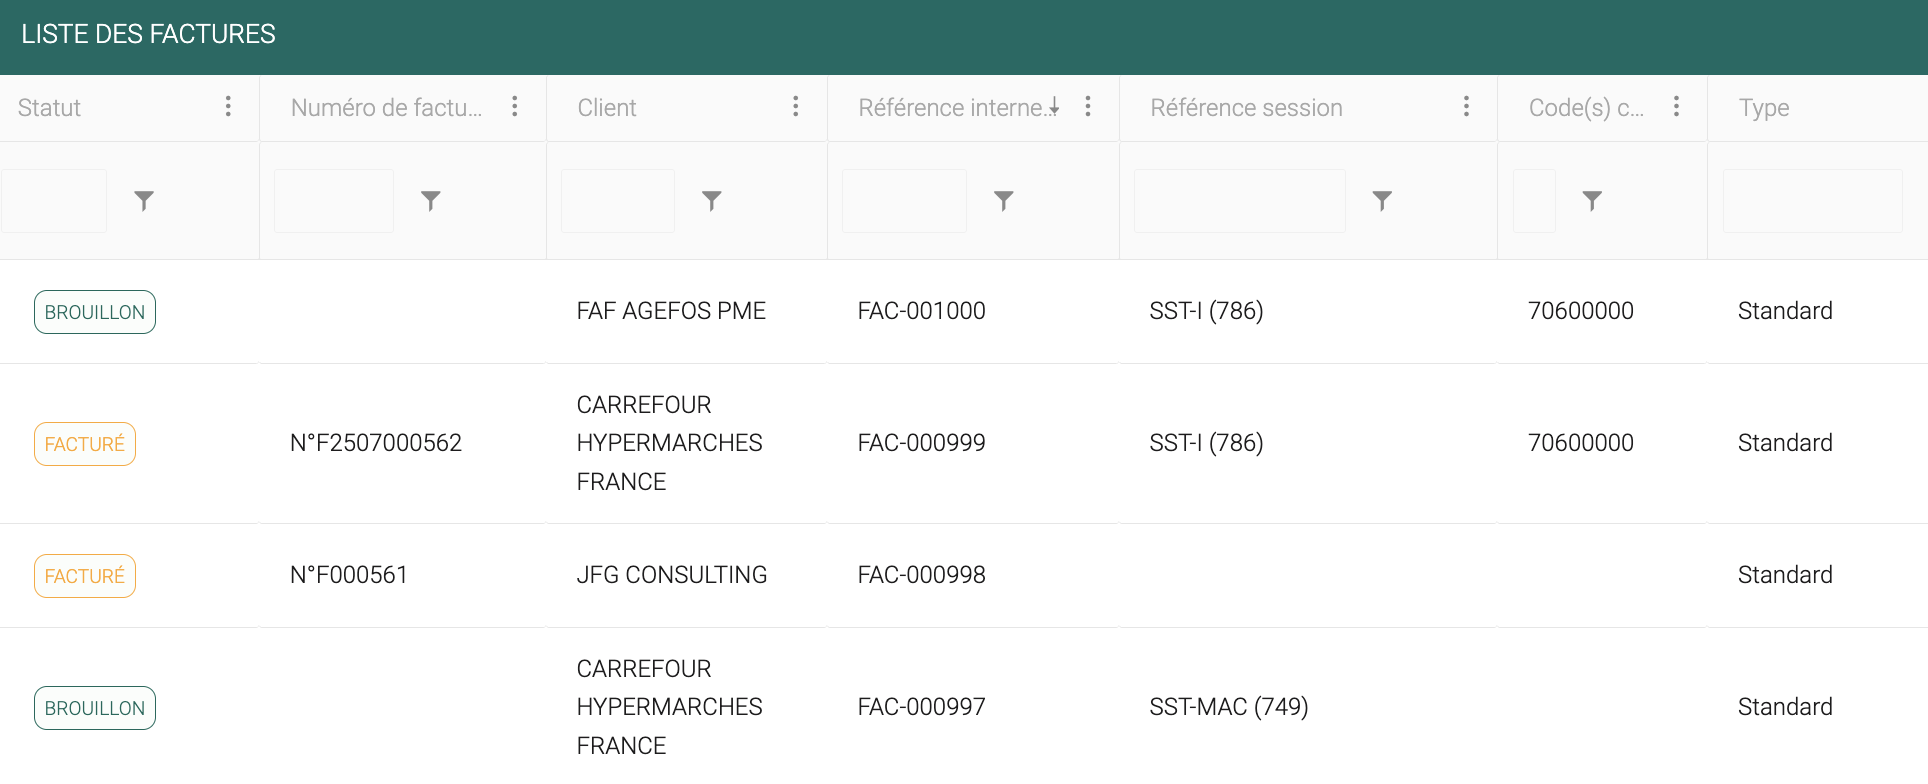 LISTE DES FACTURES
Statut Numéro de factu... Client Référence interne... Référence session Code(s) c... Type
BROUILLON FAF AGEFOS PME FAC-001000 SST-I (786) 70600000 Standard
CARREFOUR
FACTURÉ N°F2507000562 HYPERMARCHES FAC-000999 SST-I (786) 70600000 Standard
FRANCE
FACTURÉ N°F000561 JFG CONSULTING FAC-000998 Standard
CARREFOUR
BROUILLON HYPERMARCHES FAC-000997 SST-MAC (749) Standard
FRANCE